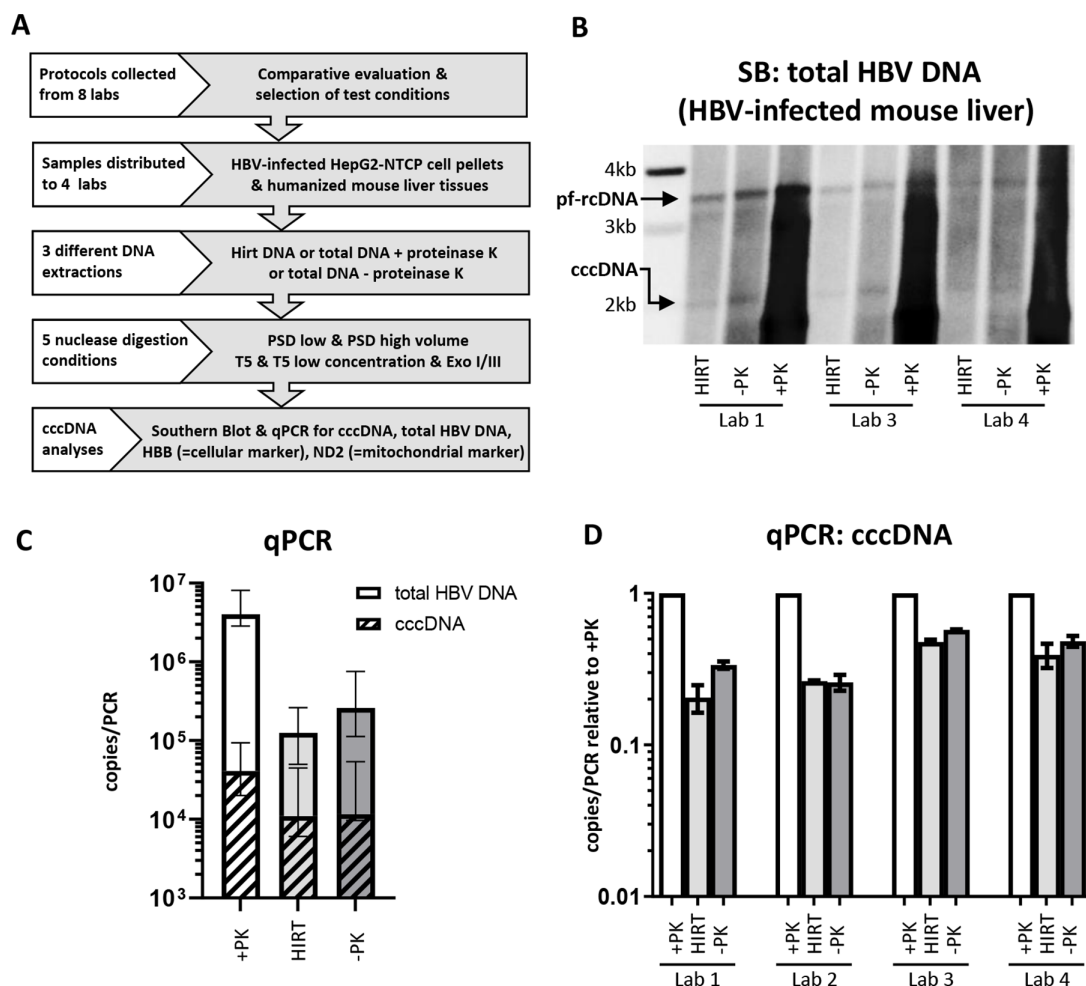 A
Protocols collected
from 8 labs
Comparative evaluation &
selection of test conditions
Samples distributed
to 4 labs
HBV-infected HepG2-NTCP cell pellets
& humanized mouse liver tissues
3 different DNA
extractions
Hirt DNA or total DNA + proteinase K
or total DNA - proteinase K
5 nuclease digestion
conditions
PSD low & PSD high volume
T5 & T5 low concentration & Exo I/III
cccDNA
analyses
Southern Blot & qPCR for cccDNA, total HBV DNA,
HBB (=cellular marker), ND2 (=mitochondrial marker)
B
SB: total HBV DNA
(HBV-infected mouse liver)
4kb
pf-rcDNA
3kb
cccDNA
2kb
HIRT
-PK
+PK
HIRT
-PK
+PK
HIRT
-PK
+PK
Lab 1
Lab 3
Lab 4
C
qPCR
copies/PCR
10⁷
10⁶
10⁵
10⁴
10³
total HBV DNA
cccDNA
+PK
HIRT
-PK
D
qPCR: cccDNA
copies/PCR relative to +PK
1
0.1
0.01
+PK
HIRT
-PK
+PK
HIRT
-PK
+PK
HIRT
-PK
+PK
HIRT
-PK
Lab 1
Lab 2
Lab 3
Lab 4